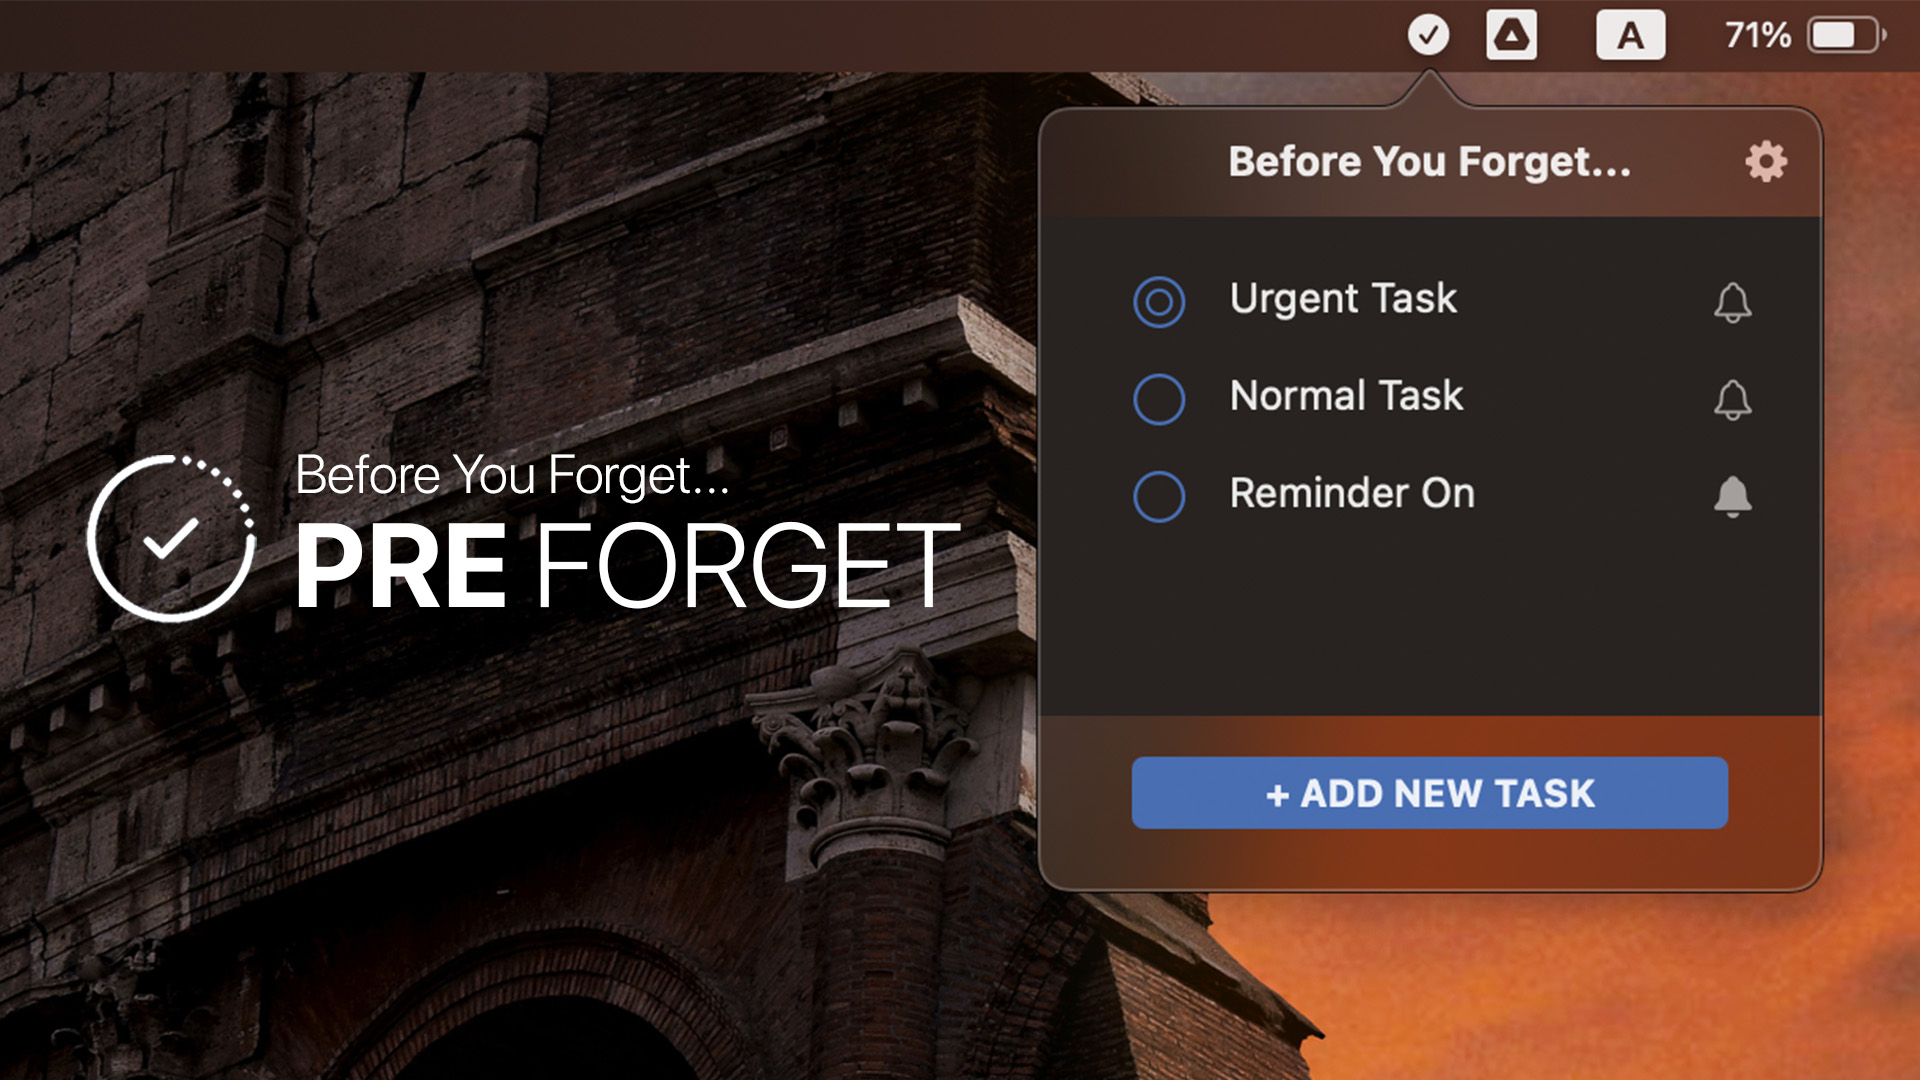 A
71%
Before You Forget...
Urgent Task
Normal Task
Reminder On
+ ADD NEW TASK
Before You Forget...
PRE FORGET